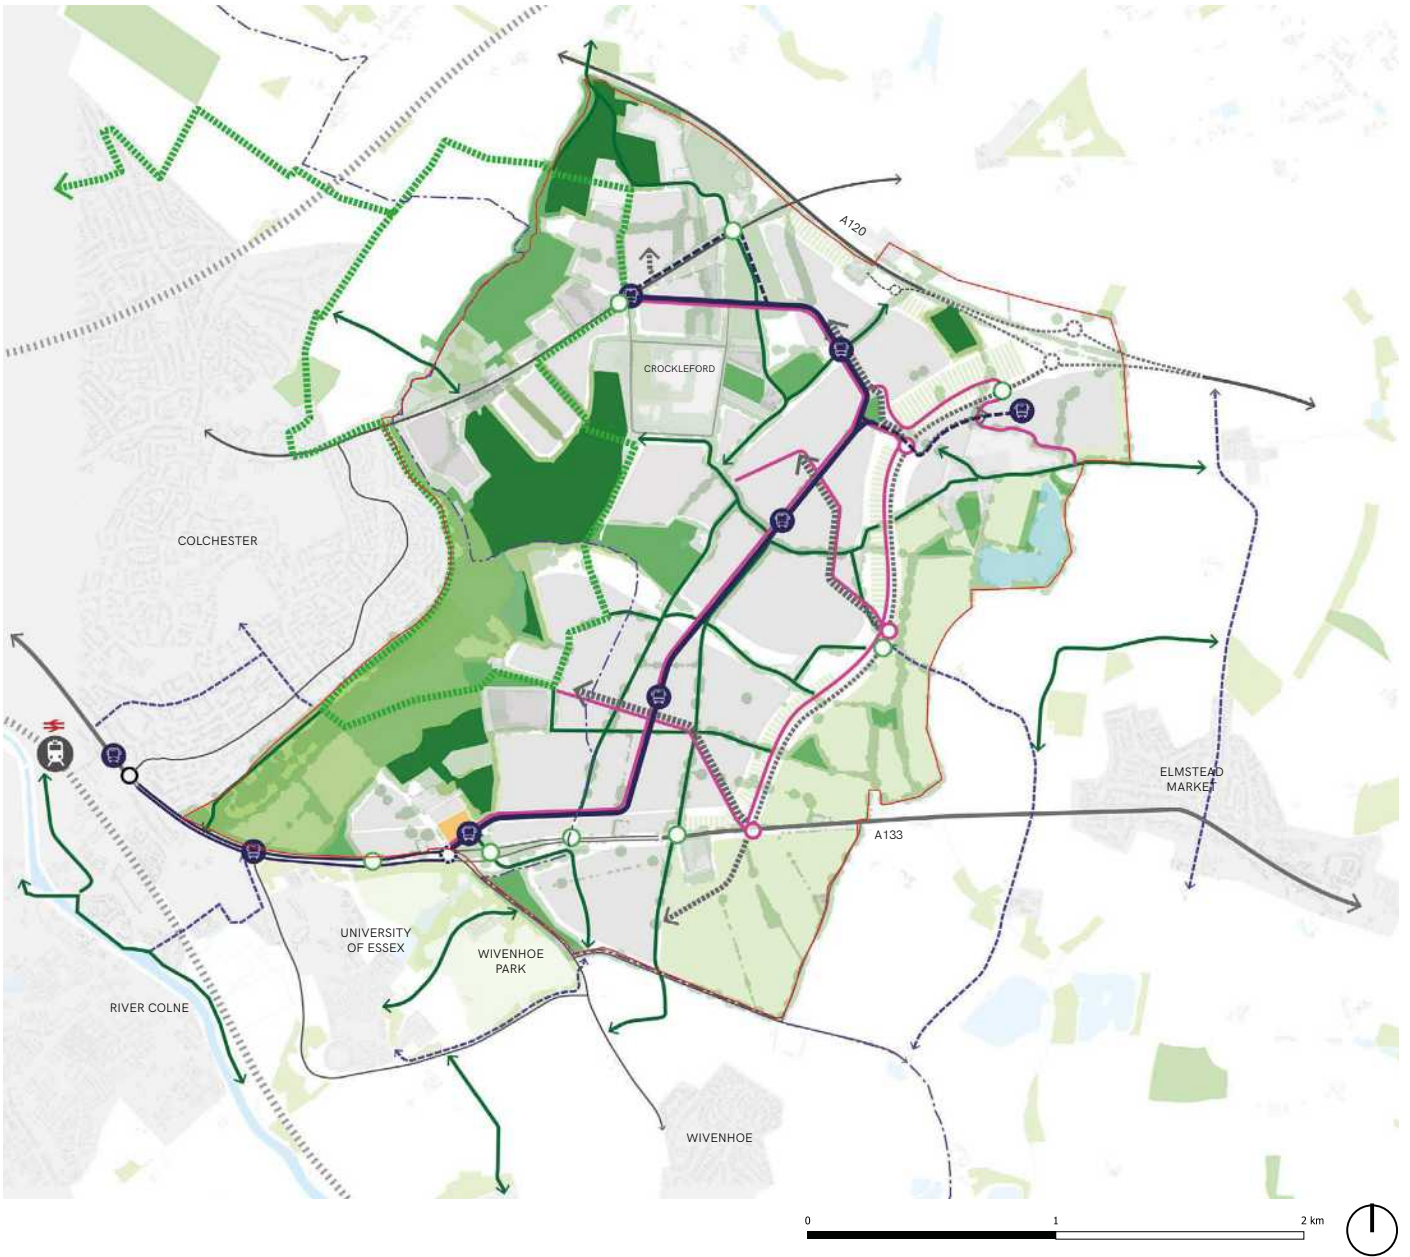 A120
CROCKLEFORD
COLCHESTER
ELMSTEAD
MARKET
A133
UNIVERSITY
OF ESSEX
WIVENHOE
PARK
RIVER COLNE
WIVENHOE
0
1
2 km